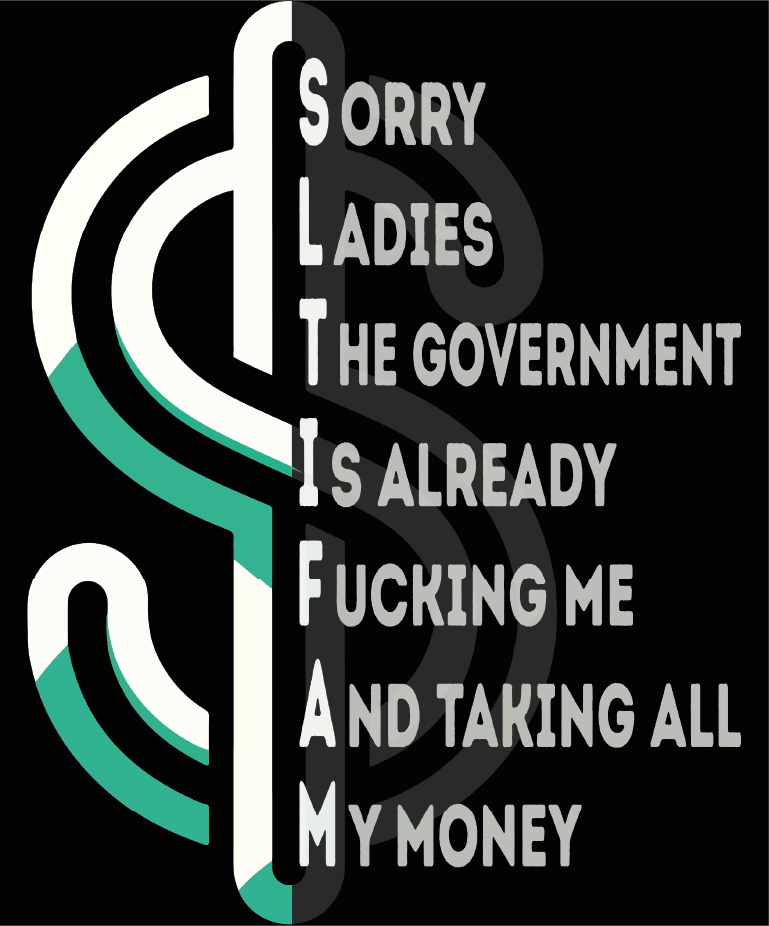 SORRY
LADIES
THE GOVERNMENT
IS ALREADY
FUCKING ME
AND TAKING ALL
MY MONEY